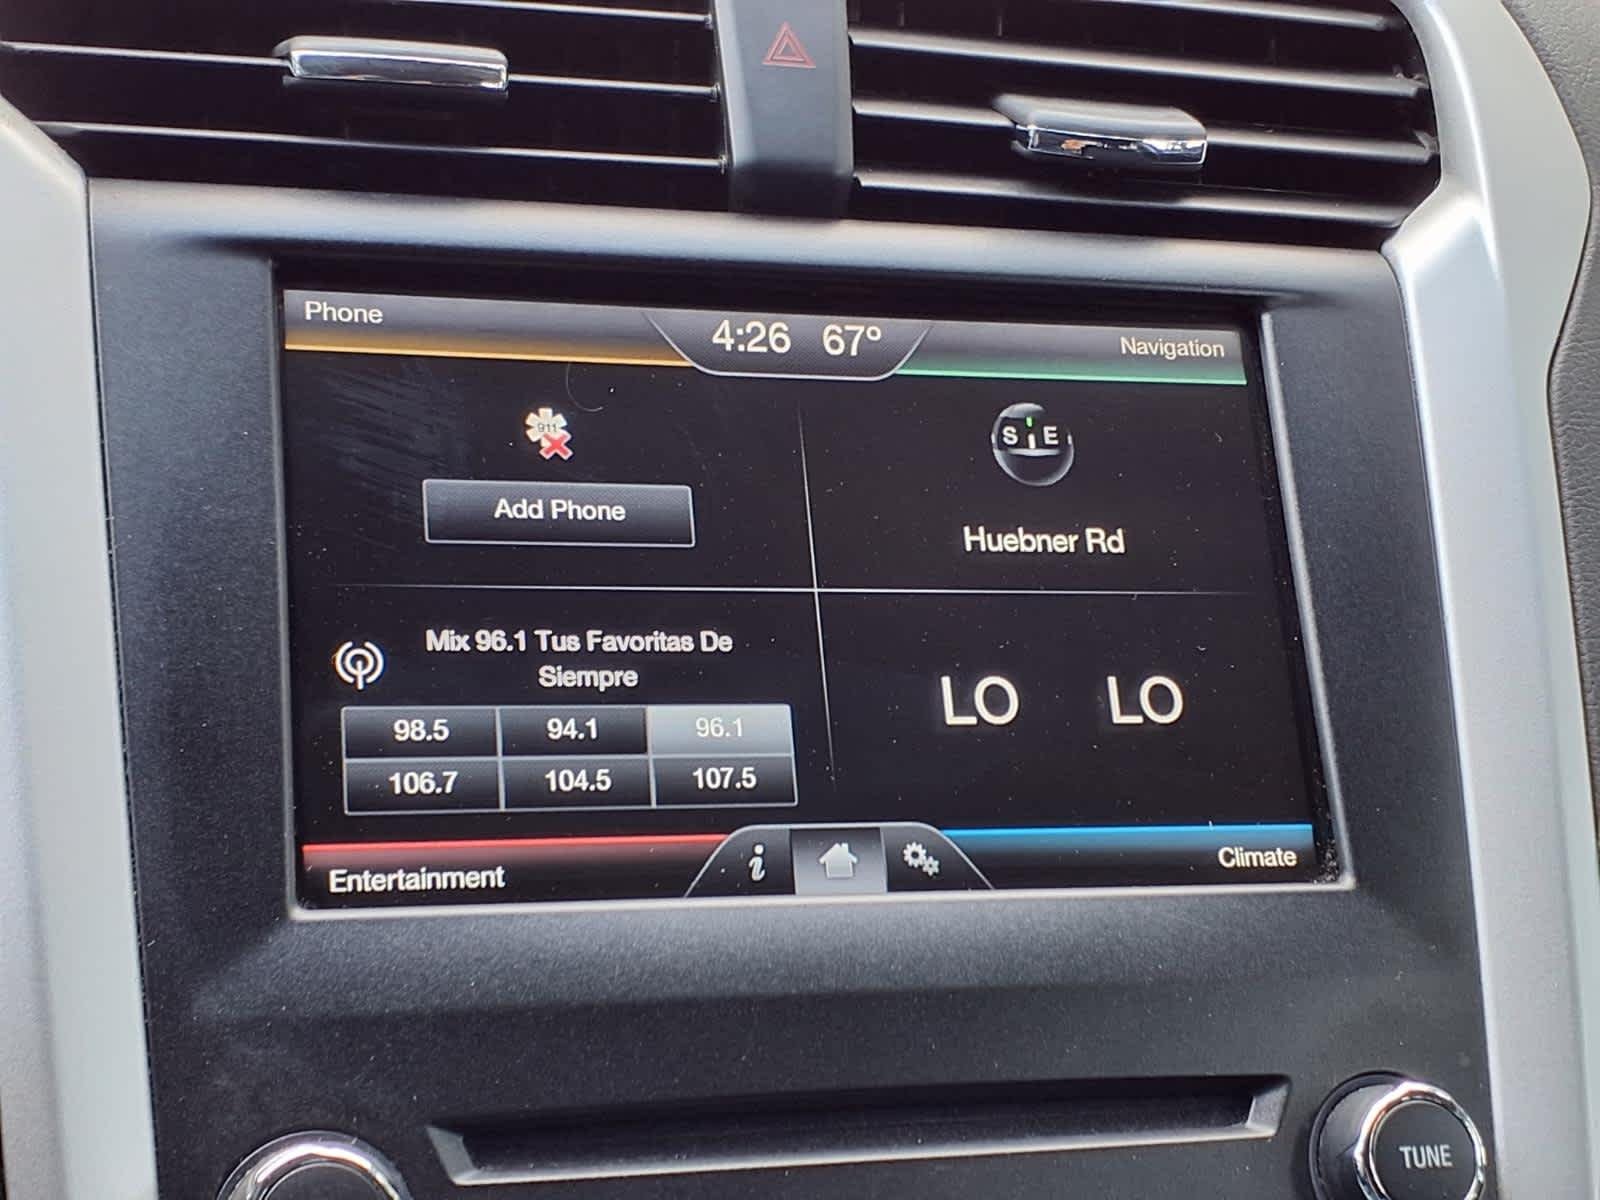 Phone
4:26 67º
Navigation
911
Add Phone
S E
Huebner Rd
Mix 96.1 Tus Favoritas De
Siempre
98.5 94.1 96.1
106.7 104.5 107.5
LO LO
Entertainment
i
Climate
TUNE